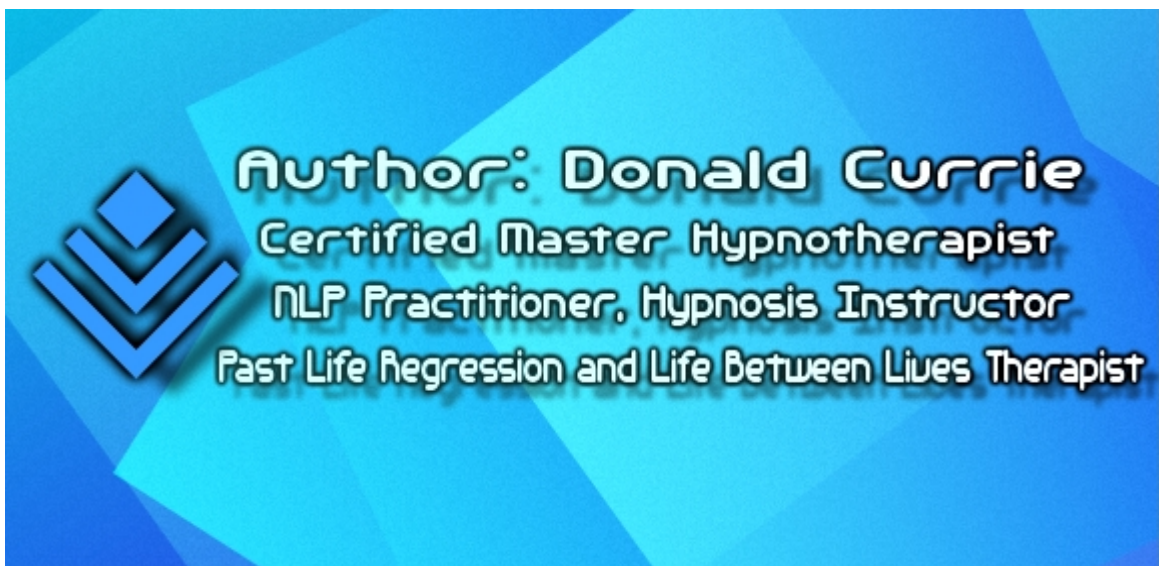 Author: Donald Currie
Certified Master Hypnotherapist
NLP Practitioner, Hypnosis Instructor
Past Life Regression and Life Between Lives Therapist